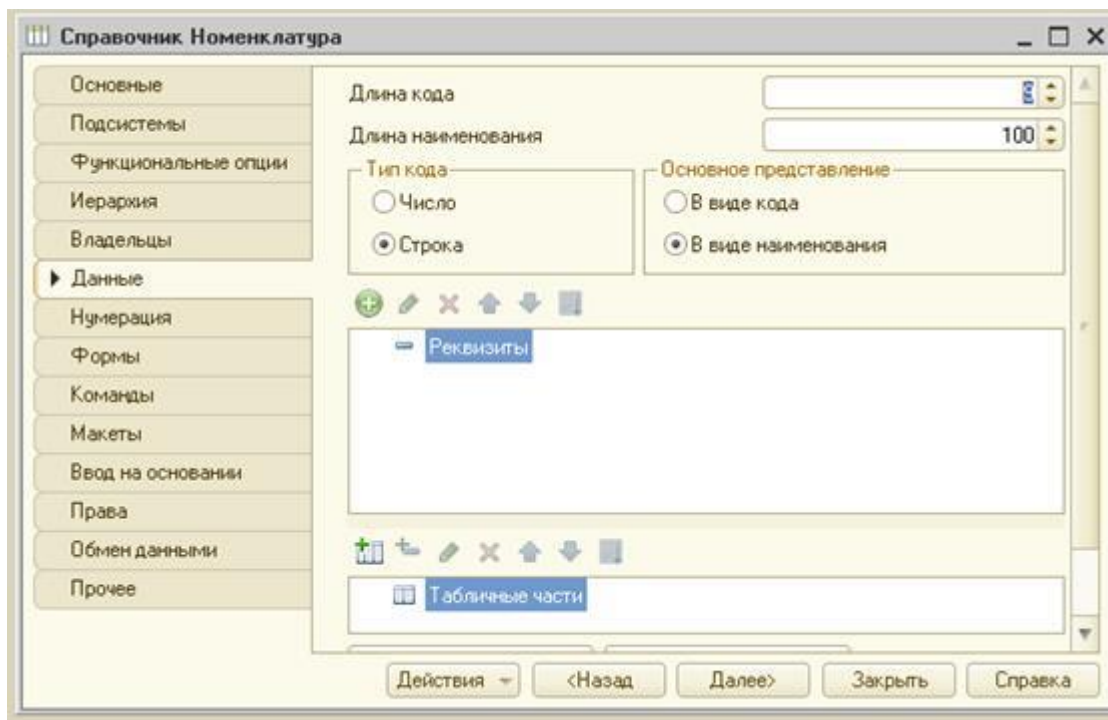 Справочник Номенклатура
Основные
Подсистемы
Функциональные опции
Иерархия
Владельцы
Данные
Нумерация
Формы
Команды
Макеты
Ввод на основании
Права
Обмен данными
Прочее
Длина кода
Длина наименования 100
Тип кода Основное представление
Число В виде кода
Строка В виде наименования
Реквизиты
Табличные части
Действия <Назад Далее> Закрыть Справка